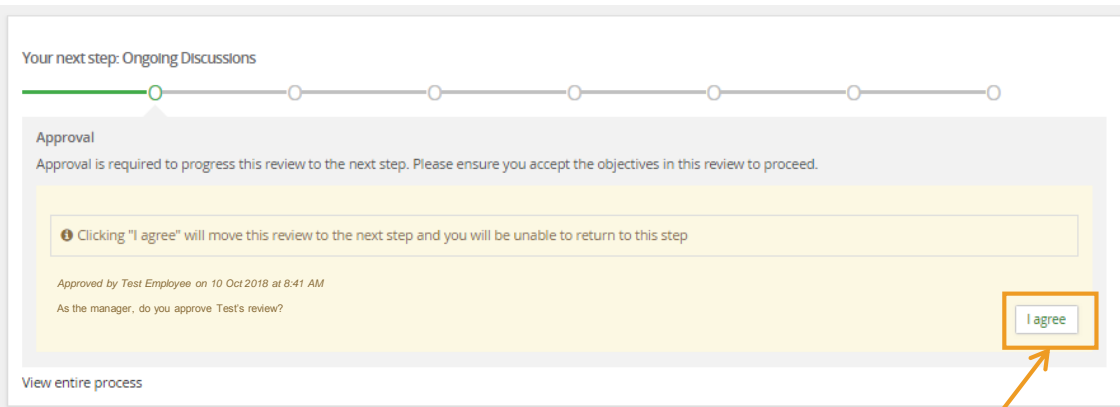 Your next step: Ongoing Discussions
Approval
Approval is required to progress this review to the next step. Please ensure you accept the objectives in this review to proceed.
Clicking "I agree" will move this review to the next step and you will be unable to return to this step
Approved by Test Employee on 10 Oct 2018 at 8:41 AM
As the manager, do you approve Test's review?
I agree
View entire process